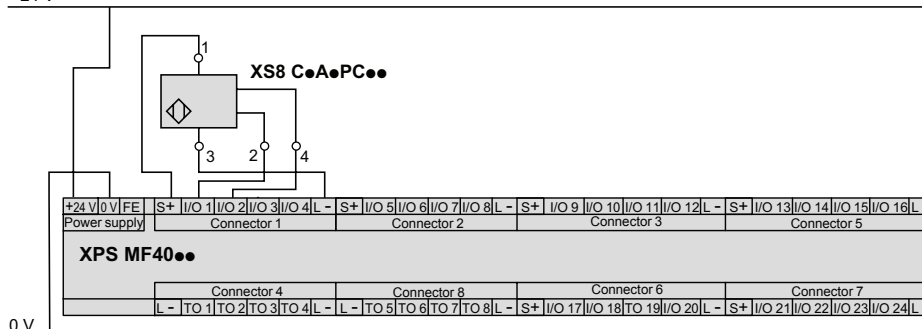 1
XS8 C●A●PC●●
3 2 4
+24 V 0 V FE S+ I/O 1 I/O 2 I/O 3 I/O 4 L - S+ I/O 5 I/O 6 I/O 7 I/O 8 L - S+ I/O 9 I/O 10 I/O 11 I/O 12 L - S+ I/O 13 I/O 14 I/O 15 I/O 16 L
Power supply Connector 1 Connector 2 Connector 3 Connector 5
XPS MF40●●
Connector 4 Connector 8 Connector 6 Connector 7
L - TO 1 TO 2 TO 3 TO 4 L - L - TO 5 TO 6 TO 7 TO 8 L - S+ I/O 17 I/O 18 TO 19 I/O 20 L - S+ I/O 21 I/O 22 I/O 23 I/O 24 L
0 V